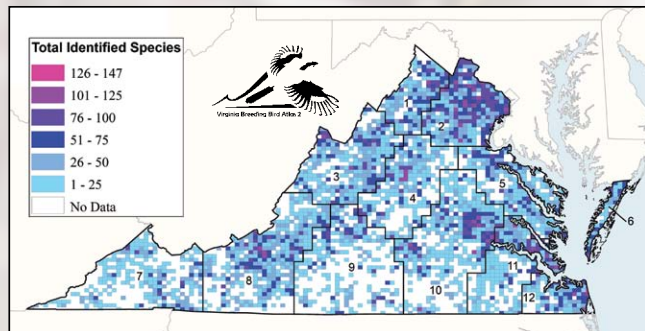 Total Identified Species
126 - 147
101 - 125
76 - 100
51 - 75
26 - 50
1 - 25
No Data
Virginia Breeding Bird Atlas 2
1
2
3
4
5
6
7
8
9
10
11
12